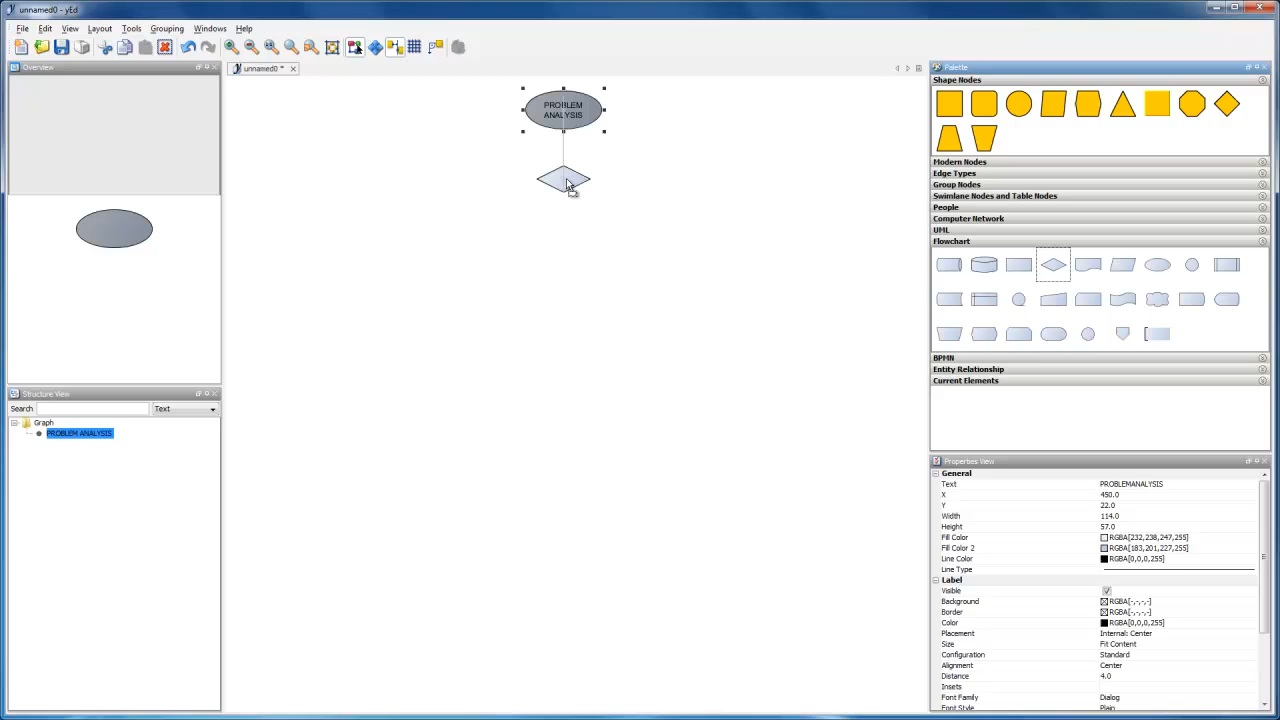 unnamed0 - yEd
File Edit View Layout Tools Grouping Windows Help
Overview
unnamed0 *
PROBLEM
ANALYSIS
Structure View
Search Text
Graph
PROBLEM ANALYSIS
Palette
Shape Nodes
Modern Nodes
Edge Types
Group Nodes
Swimlane Nodes and Table Nodes
People
Computer Network
UML
Flowchart
BPMN
Entity Relationship
Current Elements
Properties View
General
Text PROBLEMANALYSIS
X 450.0
Y 22.0
Width 114.0
Height 57.0
Fill Color RGBA[232,238,247,255]
Fill Color 2 RGBA[183,201,227,255]
Line Color RGBA[0,0,0,255]
Line Type
Label
Visible
Background RGBA[-,-,-,-]
Border RGBA[-,-,-,-]
Color RGBA[0,0,0,255]
Placement Internal: Center
Size Fit Content
Configuration Standard
Alignment Center
Distance 4.0
Insets
Font Family Dialog
Font Style Plain